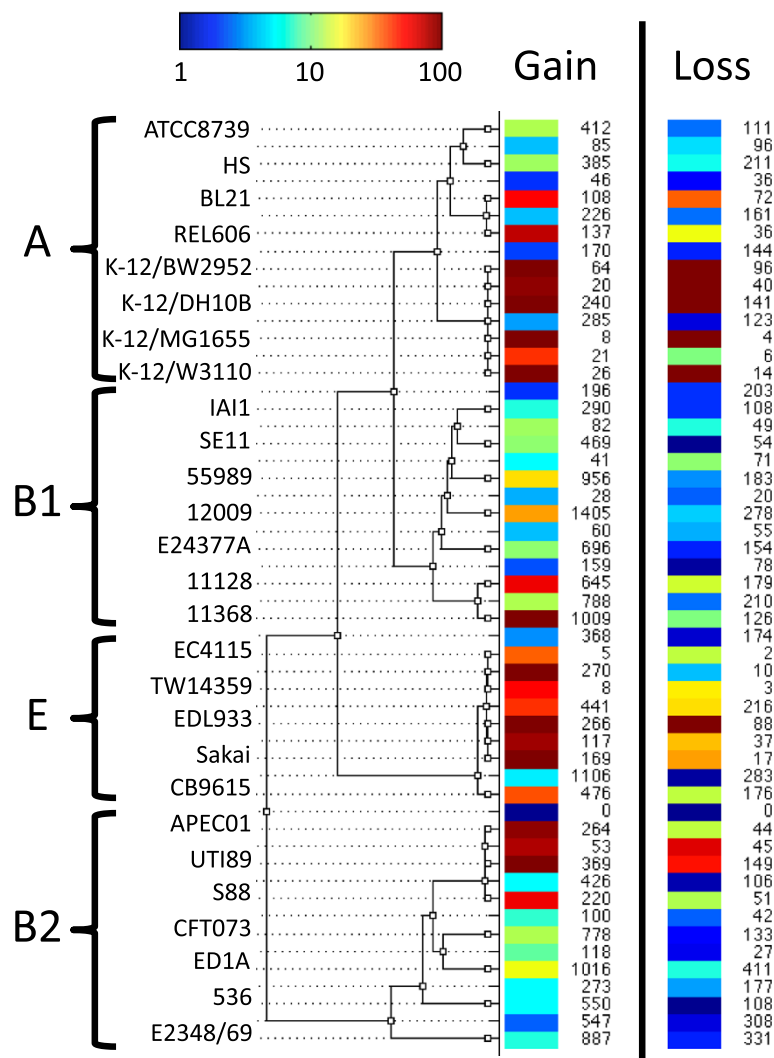 1 10 100
Gain Loss
ATCC8739 412 111
85 96
HS 385 211
46 36
BL21 108 72
226 161
REL606 137 36
A
170 144
K-12/BW2952 64 96
20 40
K-12/DH10B 240 141
285 123
K-12/MG1655 8 4
21 6
K-12/W3110 26 14
196 203
IAI1 290 108
82 49
SE11 469 54
41 71
55989 956 183
B1
28 20
12009 1405 278
60 55
E24377A 696 154
159 78
11128 645 179
788 210
11368 1009 126
368 174
EC4115 5 2
270 10
TW14359 8 3
E
441 216
EDL933 266 88
117 37
Sakai 169 17
1106 283
CB9615 476 176
0 0
APEC01 264 44
53 45
UTI89 369 149
426 106
S88 220 51
100 42
B2
CFT073 778 133
118 27
ED1A 1016 411
273 177
536 550 108
547 308
E2348/69 887 331